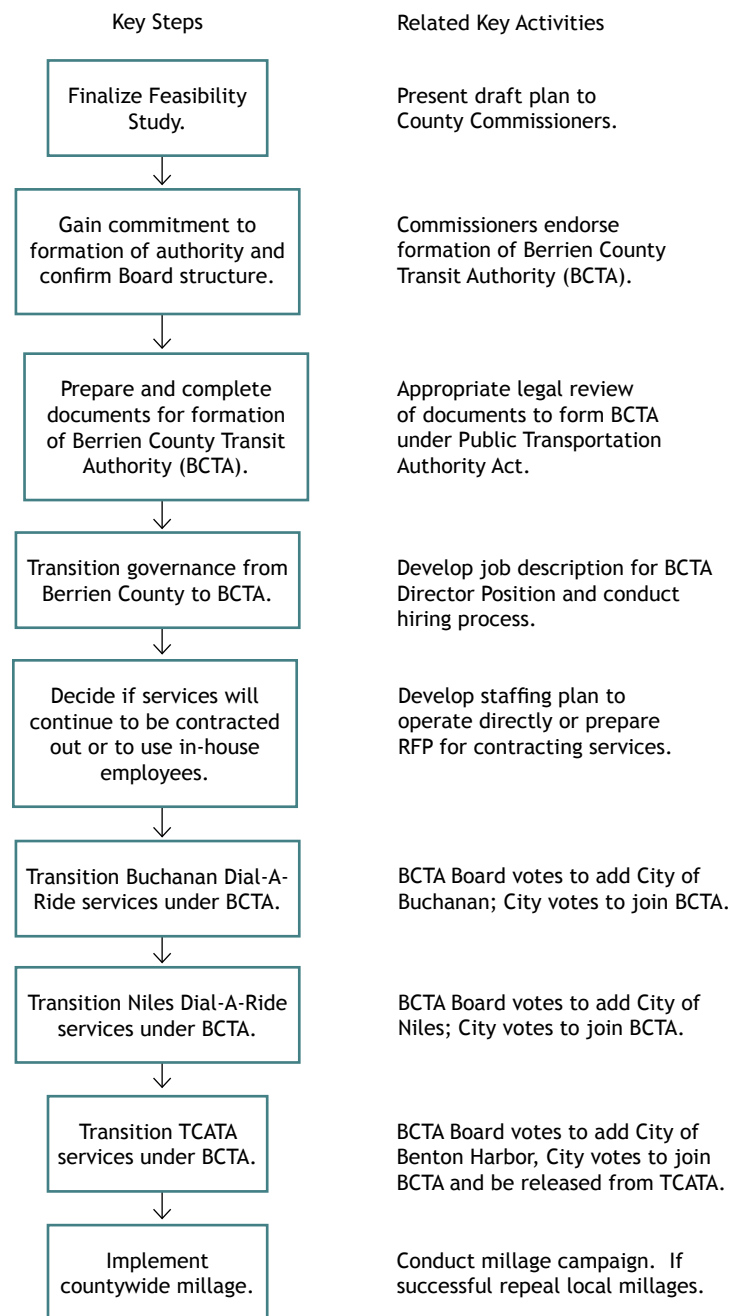 Key Steps
Related Key Activities
Finalize Feasibility
Study.
Present draft plan to
County Commissioners.
Gain commitment to
formation of authority and
confirm Board structure.
Commissioners endorse
formation of Berrien County
Transit Authority (BCTA).
Prepare and complete
documents for formation
of Berrien County Transit
Authority (BCTA).
Appropriate legal review
of documents to form BCTA
under Public Transportation
Authority Act.
Transition governance from
Berrien County to BCTA.
Develop job description for BCTA
Director Position and conduct
hiring process.
Decide if services will
continue to be contracted
out or to use in-house
employees.
Develop staffing plan to
operate directly or prepare
RFP for contracting services.
Transition Buchanan Dial-A-
Ride services under BCTA.
BCTA Board votes to add City of
Buchanan; City votes to join BCTA.
Transition Niles Dial-A-Ride
services under BCTA.
BCTA Board votes to add City of
Niles; City votes to join BCTA.
Transition TCATA
services under BCTA.
BCTA Board votes to add City of
Benton Harbor, City votes to join
BCTA and be released from TCATA.
Implement
countywide millage.
Conduct millage campaign.  If
successful repeal local millages.